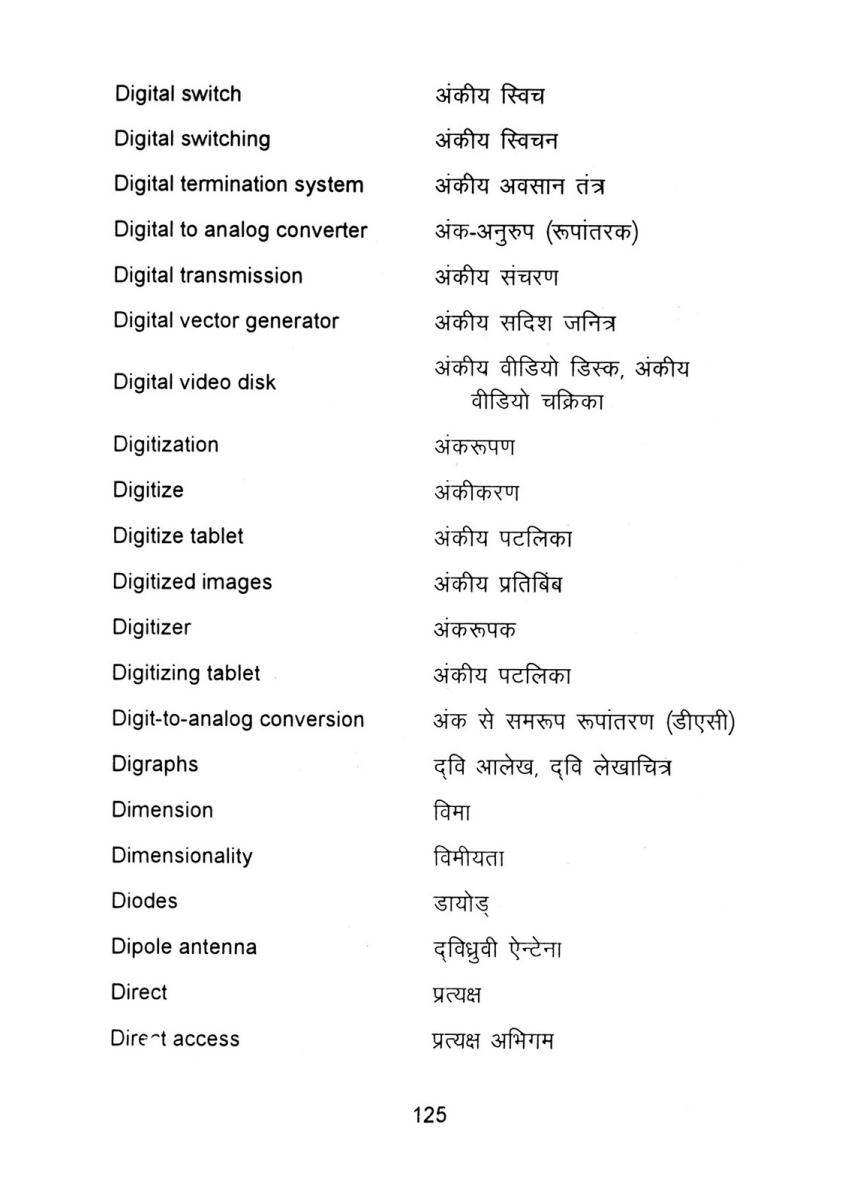 Digital switch अंकीय स्विच
Digital switching अंकीय स्विचन
Digital termination system अंकीय अवसान तंत्र
Digital to analog converter अंक-अनुरुप (रूपांतरक)
Digital transmission अंकीय संचरण
Digital vector generator अंकीय सदिश जनित्र
Digital video disk अंकीय वीडियो डिस्क, अंकीय
वीडियो चक्रिका
Digitization अंकरूपण
Digitize अंकीकरण
Digitize tablet अंकीय पटलिका
Digitized images अंकीय प्रतिबिंब
Digitizer अंकरूपक
Digitizing tablet अंकीय पटलिका
Digit-to-analog conversion अंक से समरूप रूपांतरण (डीएसी)
Digraphs द्‌वि आलेख, द्‌वि लेखाचित्र
Dimension विमा
Dimensionality विमीयता
Diodes डायोड्
Dipole antenna द्‌विध्रुवी ऐन्टेना
Direct प्रत्यक्ष
Direct access प्रत्यक्ष अभिगम
125